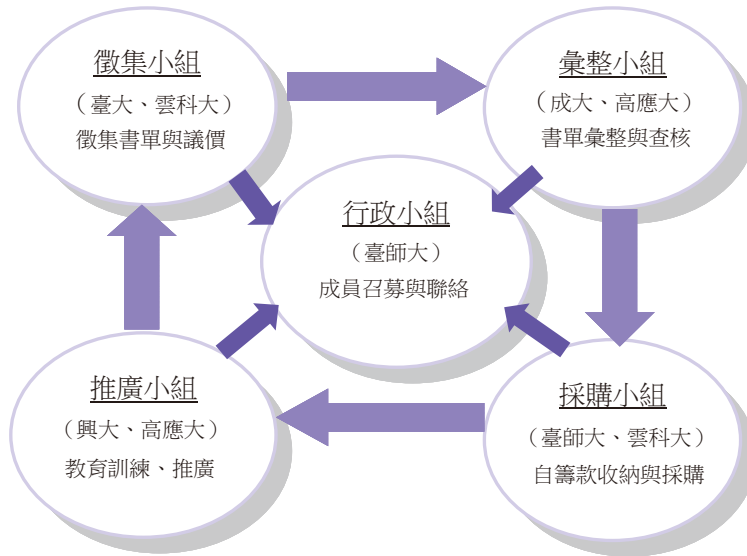 徵集小組
（臺大、雲科大）
徵集書單與議價
彙整小組
（成大、高應大）
書單彙整與查核
行政小組
（臺師大）
成員召募與聯絡
推廣小組
（興大、高應大）
教育訓練、推廣
採購小組
（臺師大、雲科大）
自籌款收納與採購